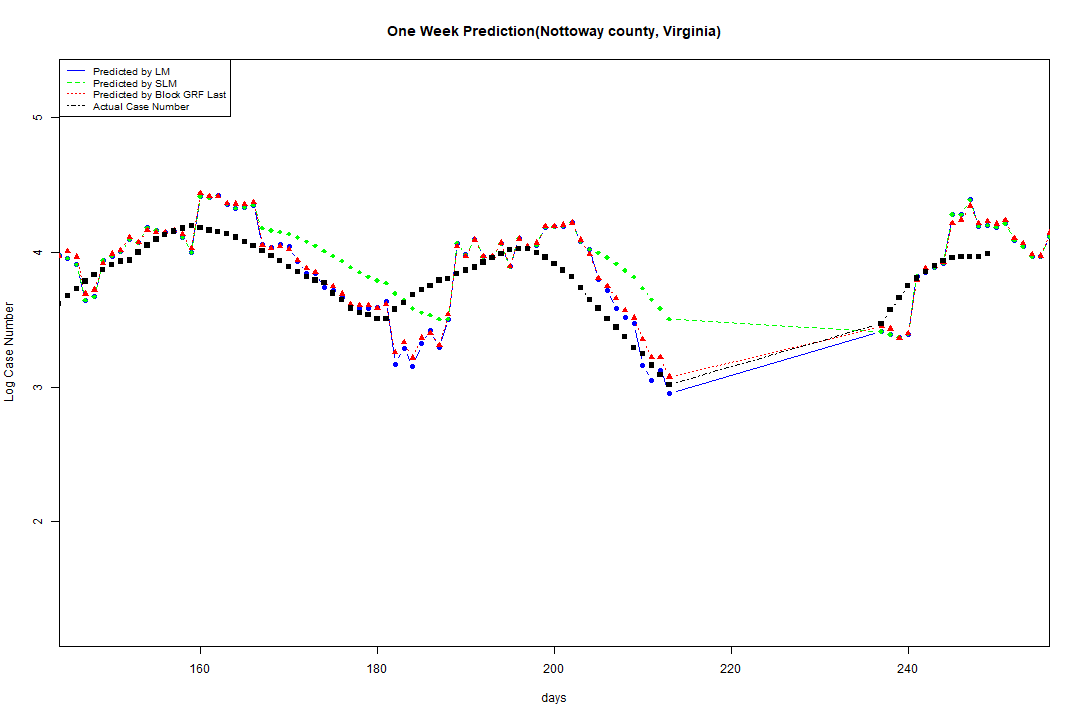 One Week Prediction(Nottoway county, Virginia)
Predicted by LM
Predicted by SLM
Predicted by Block GRF Last
Actual Case Number
5
4
3
2
Log Case Number
160 180 200 220 240
days